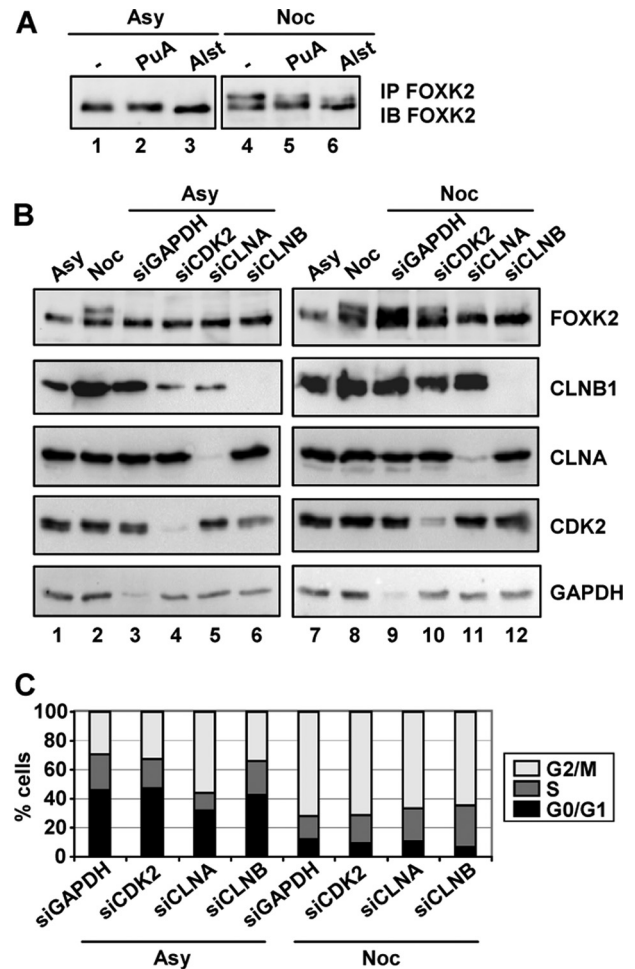 A
Asy
Noc
-
PuA
Alst
-
PuA
Alst
IP FOXK2
IB FOXK2
1 2 3 4 5 6
B
Asy
Noc
Asy
Noc
siGAPDH
siCDK2
siCLNA
siCLNB
Asy
Noc
siGAPDH
siCDK2
siCLNA
siCLNB
FOXK2
CLNB1
CLNA
CDK2
GAPDH
1 2 3 4 5 6 7 8 9 10 11 12
C
100
80
60
40
20
0
% cells
G2/M
S
G0/G1
siGAPDH
siCDK2
siCLNA
siCLNB
siGAPDH
siCDK2
siCLNA
siCLNB
Asy
Noc